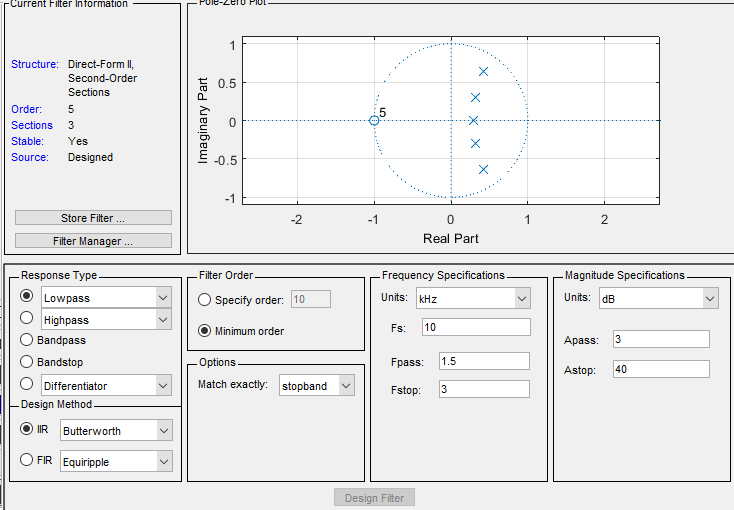 Current Filter Information
Structure: Direct-Form II,
Second-Order
Sections
Order: 5
Sections 3
Stable: Yes
Source: Designed
Store Filter ...
Filter Manager ...
Pole-Zero Plot
Imaginary Part
1
0.5
0
-0.5
-1
5
-2
-1
0
1
2
Real Part
Response Type
Lowpass
Highpass
Bandpass
Bandstop
Differentiator
Design Method
IIR Butterworth
FIR Equiripple
Filter Order
Specify order: 10
Minimum order
Options
Match exactly: stopband
Frequency Specifications
Units: kHz
Fs: 10
Fpass: 1.5
Fstop: 3
Magnitude Specifications
Units: dB
Apass: 3
Astop: 40
Design Filter